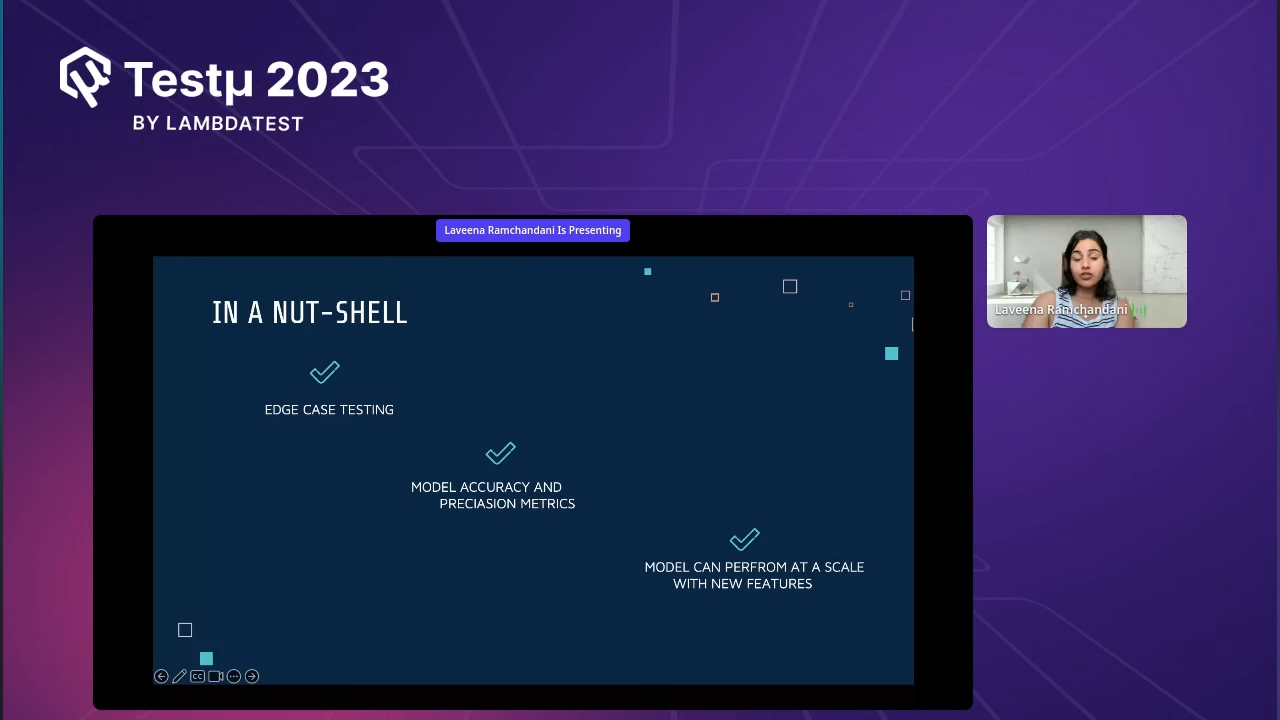 Testμ 2023
BY LAMBDATEST
Laveena Ramchandani Is Presenting
IN A NUT-SHELL
EDGE CASE TESTING
MODEL ACCURACY AND
PRECIASION METRICS
MODEL CAN PERFROM AT A SCALE
WITH NEW FEATURES
Laveena Ramchandani
CC